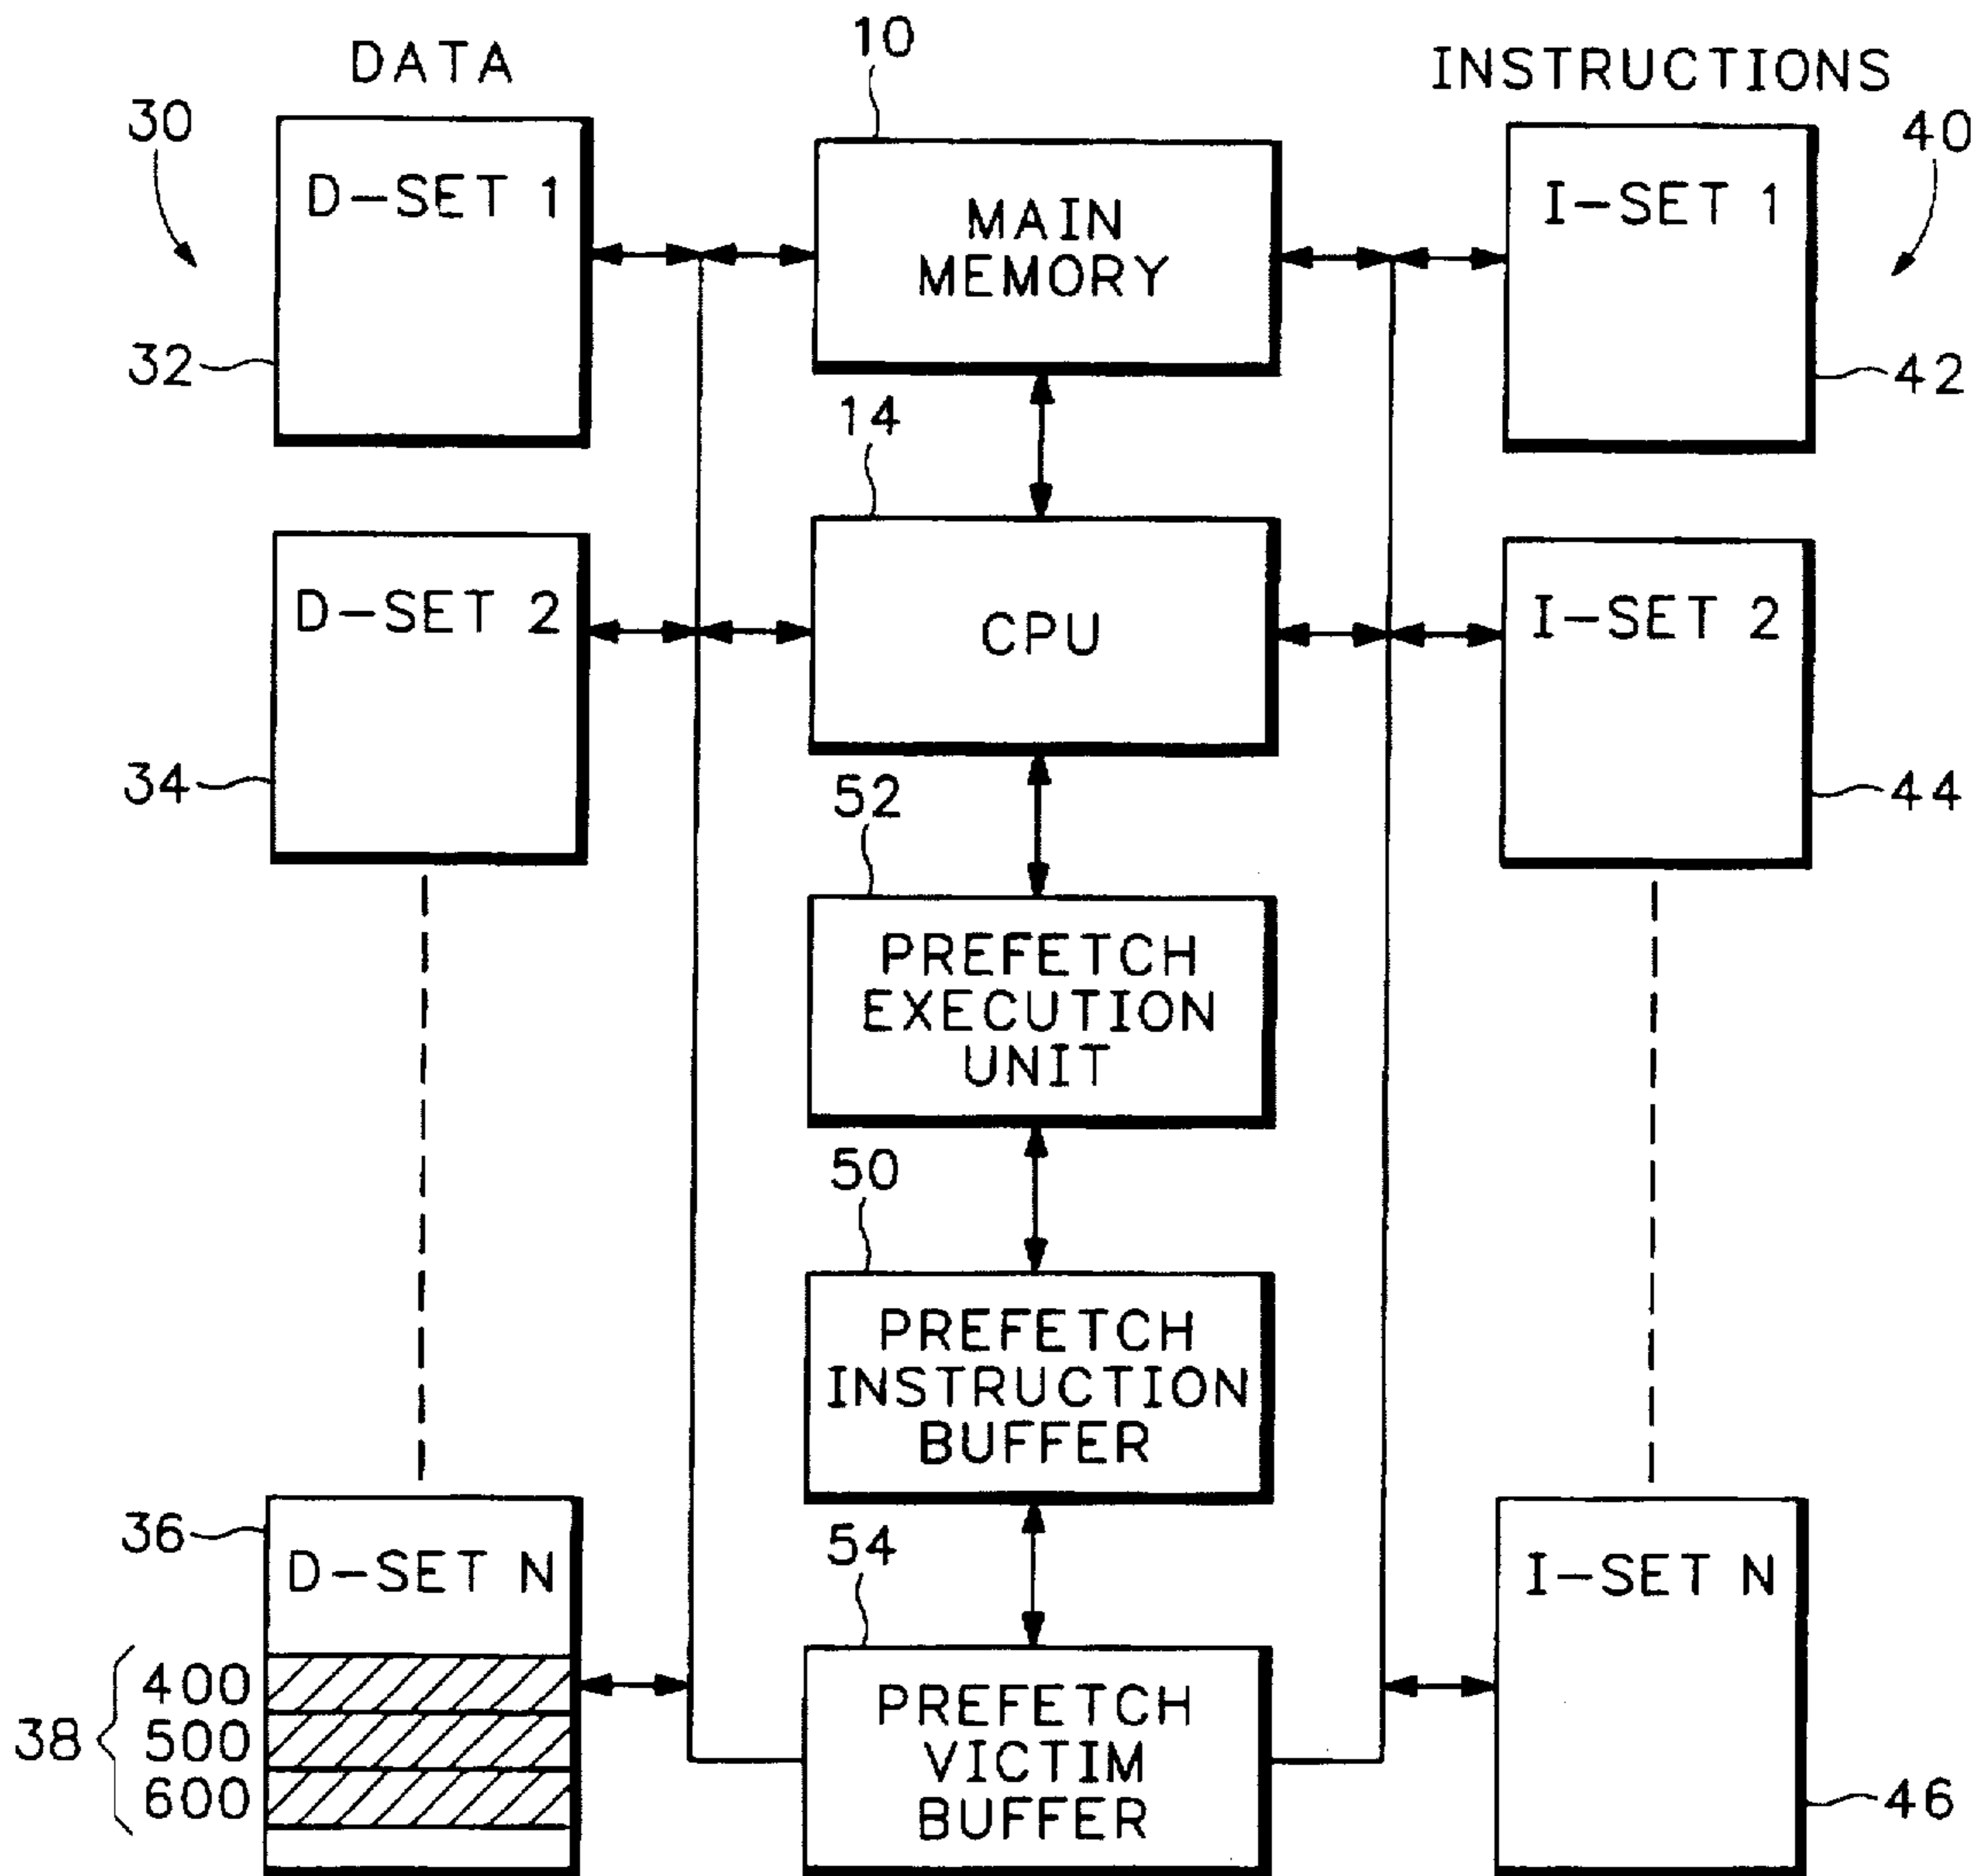 DATA
10
INSTRUCTIONS
30
40
D-SET 1
MAIN
MEMORY
I-SET 1
32
42
14
D-SET 2
CPU
I-SET 2
34
52
44
PREFETCH
EXECUTION
UNIT
50
PREFETCH
INSTRUCTION
BUFFER
36
54
D-SET N
I-SET N
400
500
600
38
PREFETCH
VICTIM
BUFFER
46